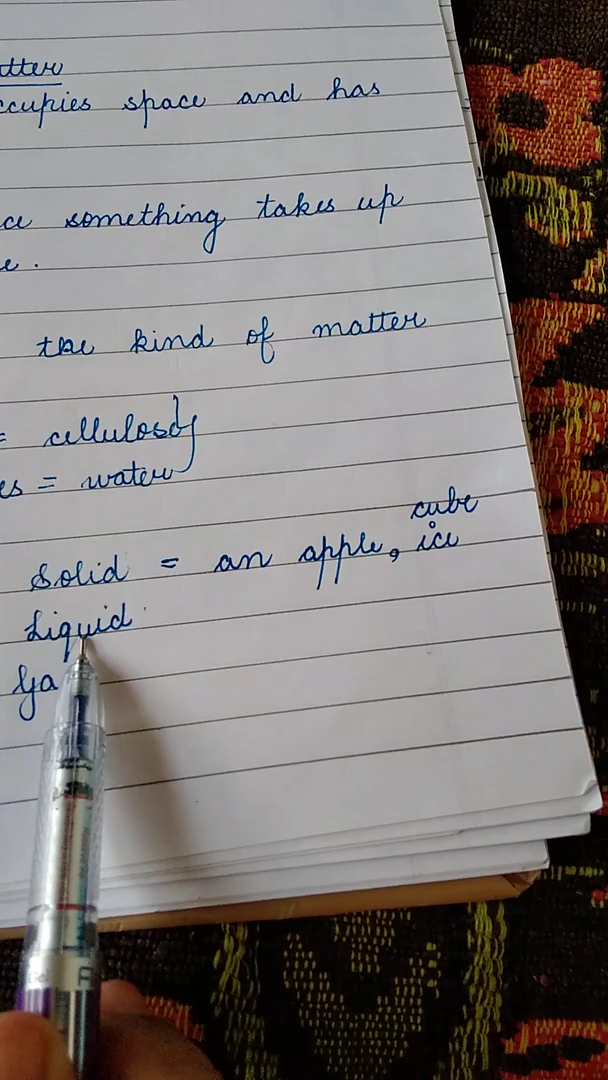 tter
ccupies space and has
ce something takes up
e.
the kind of matter
= cellulose}
es = water
cube
Solid = an apple, ice
Liquid
Ga